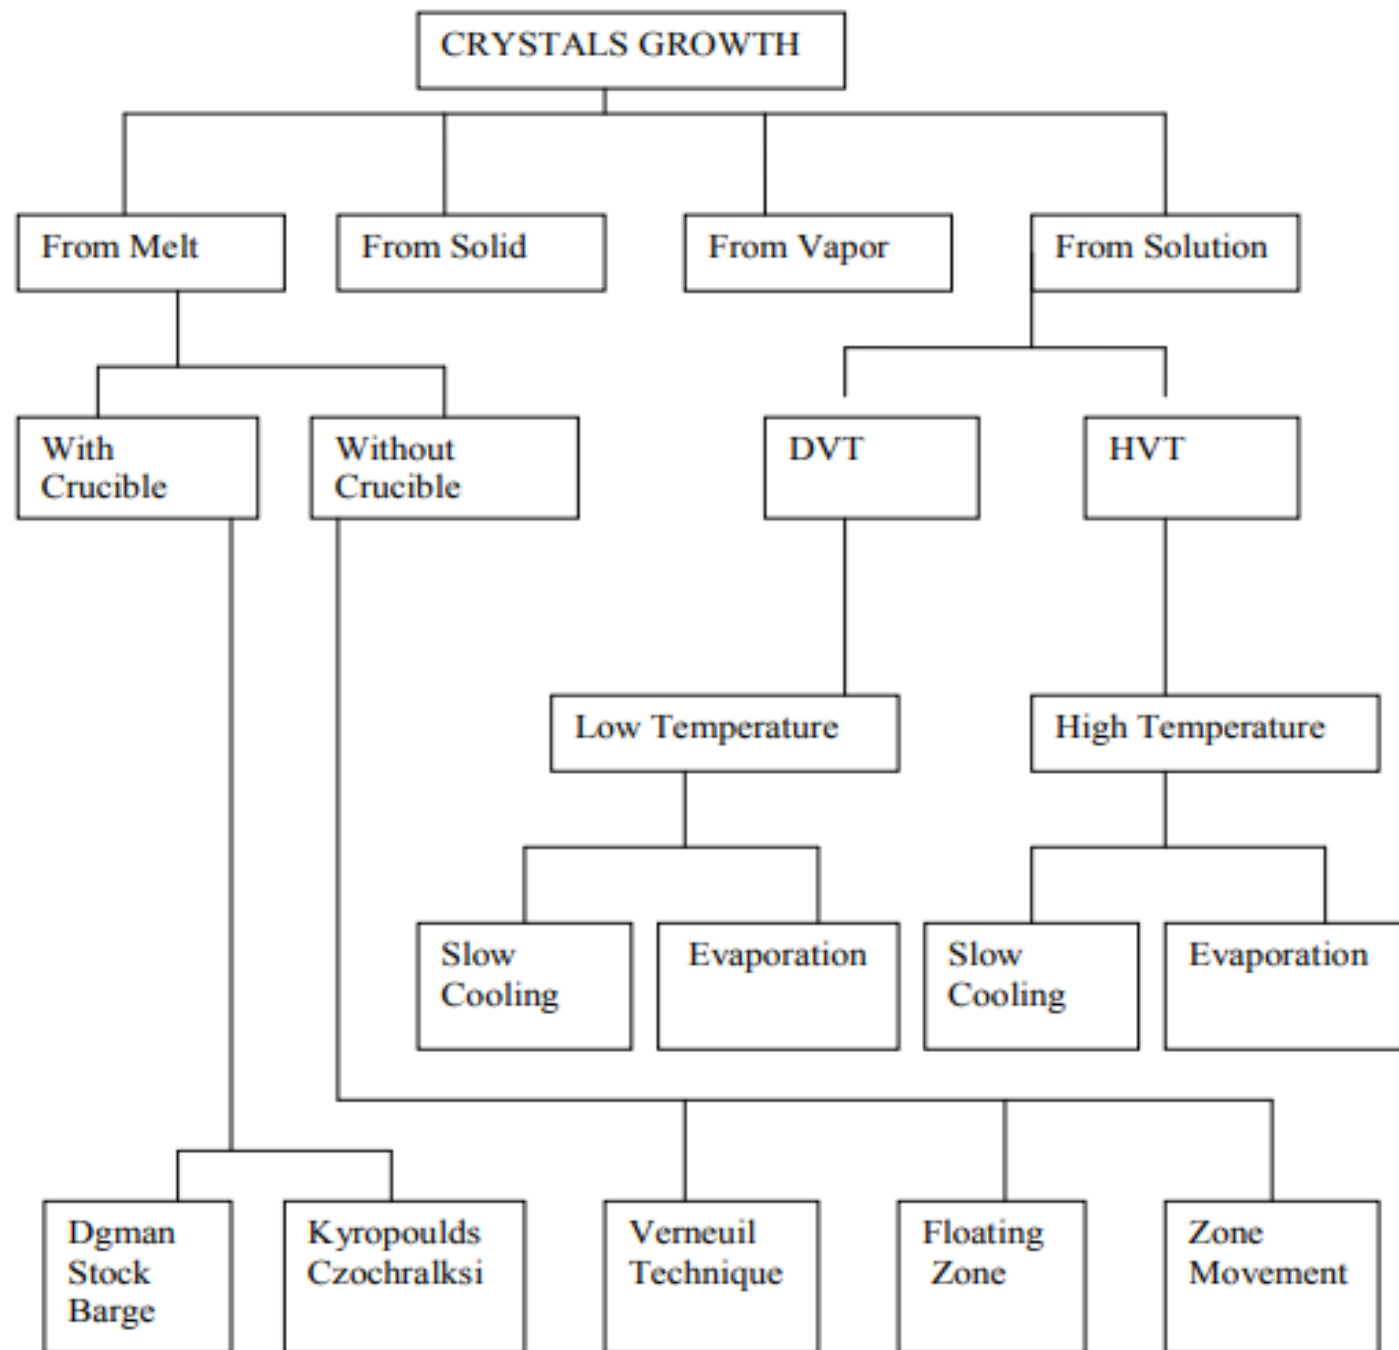 CRYSTALS GROWTH
From Melt
From Solid
From Vapor
From Solution
With
Crucible
Without
Crucible
DVT
HVT
Low Temperature
High Temperature
Slow
Cooling
Evaporation
Slow
Cooling
Evaporation
Dgman
Stock
Barge
Kyropoulds
Czochralksi
Verneuil
Technique
Floating
Zone
Zone
Movement